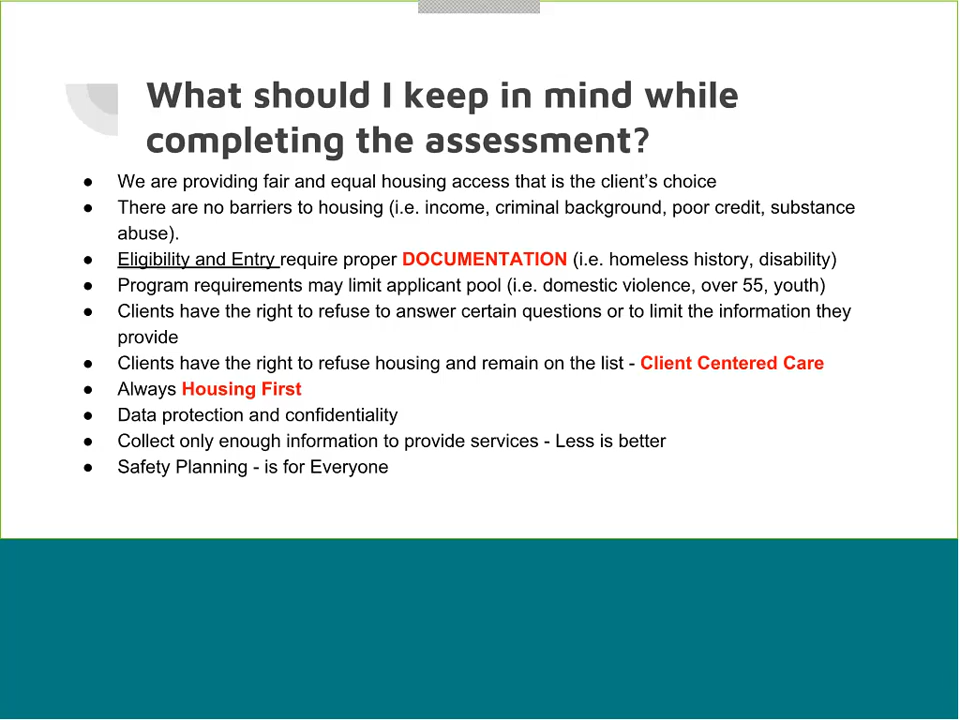 What should I keep in mind while
completing the assessment?
● We are providing fair and equal housing access that is the client’s choice
● There are no barriers to housing (i.e. income, criminal background, poor credit, substance
abuse).
● Eligibility and Entry require proper DOCUMENTATION (i.e. homeless history, disability)
● Program requirements may limit applicant pool (i.e. domestic violence, over 55, youth)
● Clients have the right to refuse to answer certain questions or to limit the information they
provide
● Clients have the right to refuse housing and remain on the list - Client Centered Care
● Always Housing First
● Data protection and confidentiality
● Collect only enough information to provide services - Less is better
● Safety Planning - is for Everyone